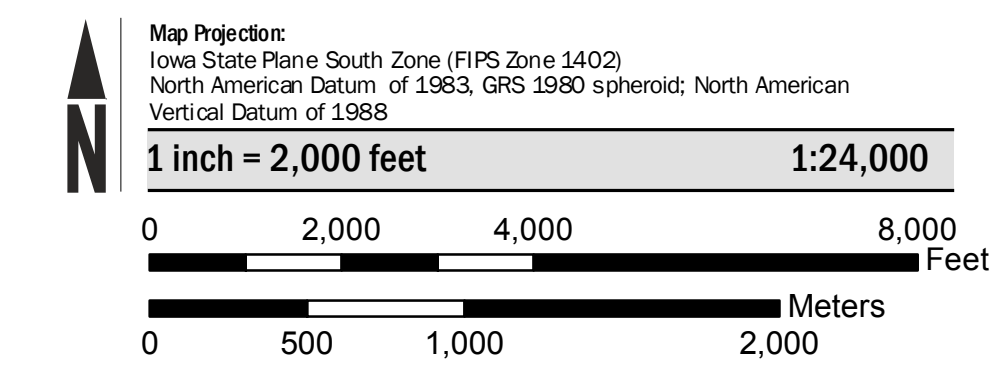 N
Map Projection:
Iowa State Plane South Zone (FIPS Zone 1402)
North American Datum of 1983, GRS 1980 spheroid; North American
Vertical Datum of 1988
1 inch = 2,000 feet 1:24,000
0 2,000 4,000 8,000
Feet
Meters
0 500 1,000 2,000